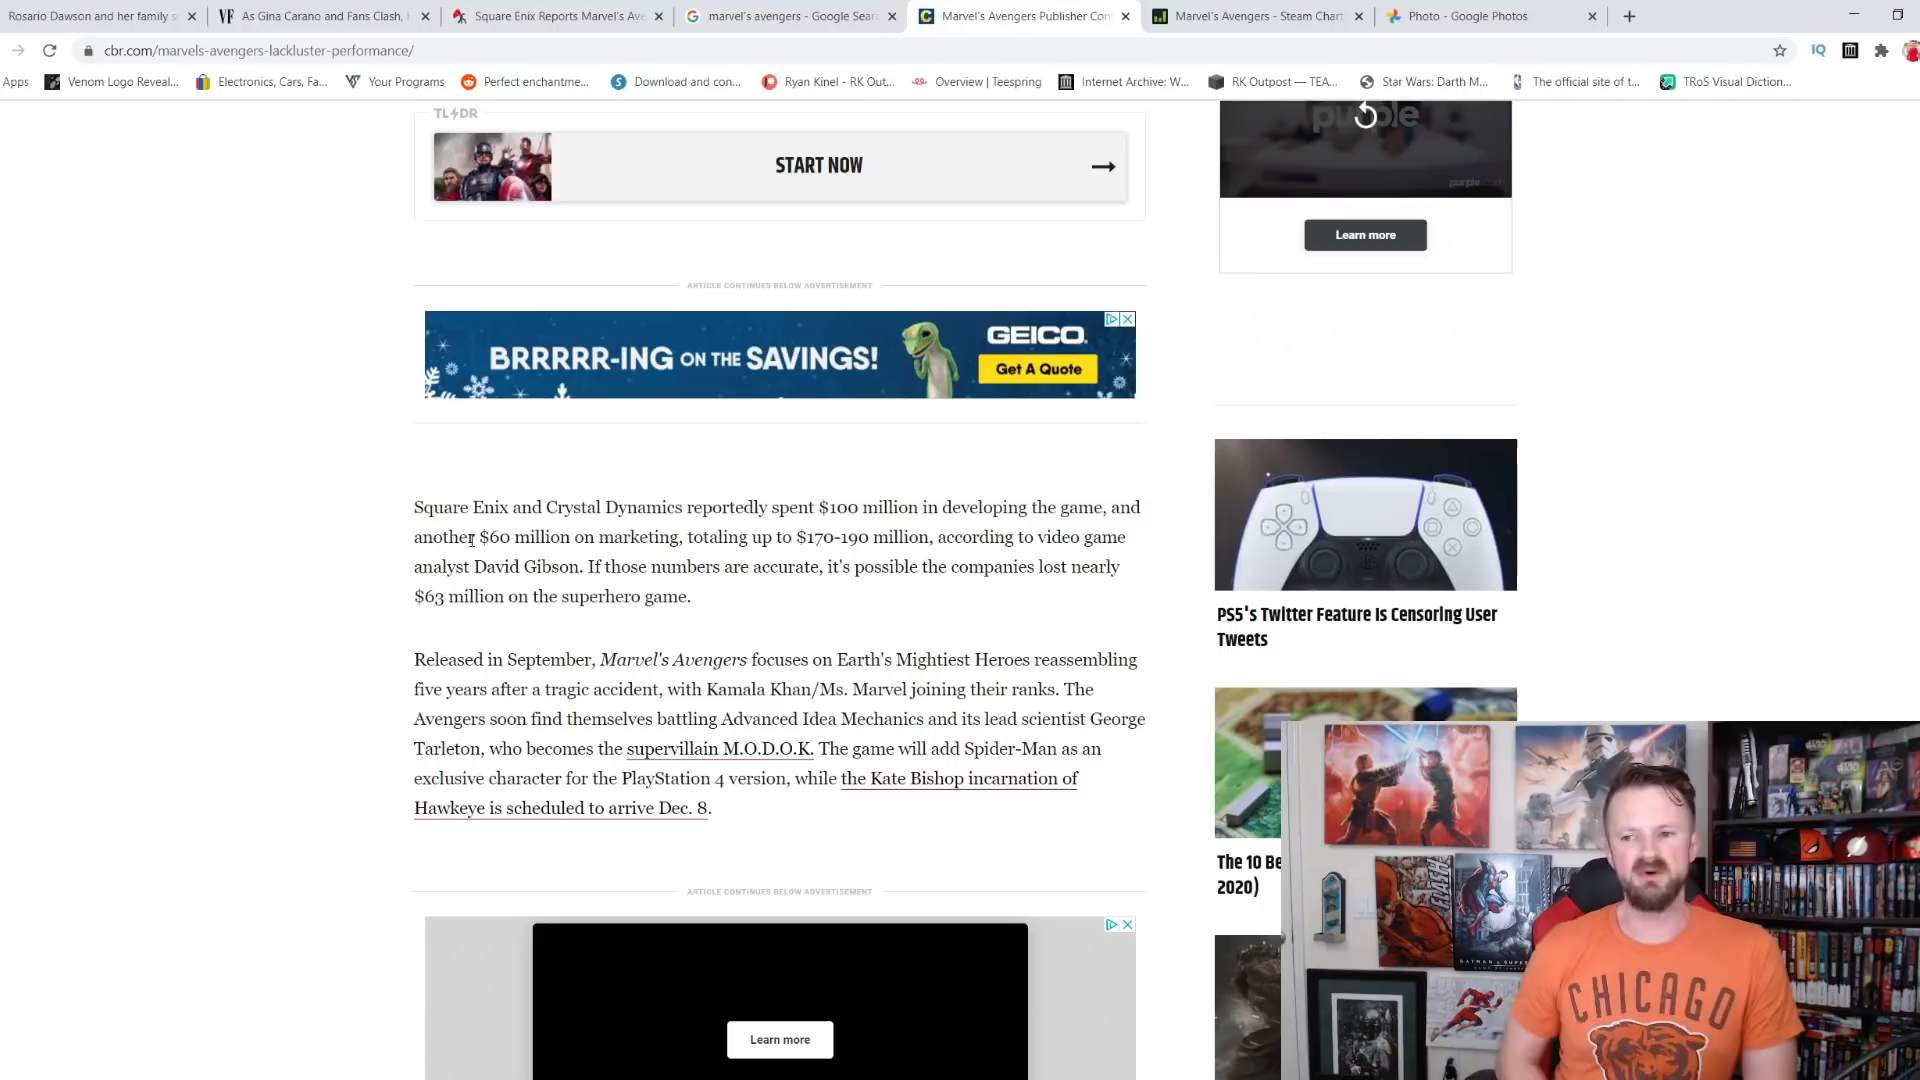 Rosario Dawson and her family s
As Gina Carano and Fans Clash,
Square Enix Reports Marvel's Ave
marvel's avengers - Google Sear
Marvel's Avengers Publisher Con
Marvel's Avengers - Steam Chart
Photo - Google Photos
cbr.com/marvels-avengers-lackluster-performance/
Apps
Venom Logo Reveal...
Electronics, Cars, Fa...
Your Programs
Perfect enchantme...
Download and con...
Ryan Kinel - RK Out...
Overview | Teespring
Internet Archive: W...
RK Outpost — TEA...
Star Wars: Darth M...
The official site of t...
TRoS Visual Diction...
TLDR
START NOW
purple
purple.com
Learn more
ARTICLE CONTINUES BELOW ADVERTISEMENT
BRRRRR-ING ON THE SAVINGS!
GEICO.
Get A Quote
Square Enix and Crystal Dynamics reportedly spent $100 million in developing the game, and
another $60 million on marketing, totaling up to $170-190 million, according to video game
analyst David Gibson. If those numbers are accurate, it's possible the companies lost nearly
$63 million on the superhero game.
Released in September, Marvel's Avengers focuses on Earth's Mightiest Heroes reassembling
five years after a tragic accident, with Kamala Khan/Ms. Marvel joining their ranks. The
Avengers soon find themselves battling Advanced Idea Mechanics and its lead scientist George
Tarleton, who becomes the supervillain M.O.D.O.K. The game will add Spider-Man as an
exclusive character for the PlayStation 4 version, while the Kate Bishop incarnation of
Hawkeye is scheduled to arrive Dec. 8.
ARTICLE CONTINUES BELOW ADVERTISEMENT
Learn more
PS5's Twitter Feature Is Censoring User
Tweets
The 10 Be
2020)
CHICAGO